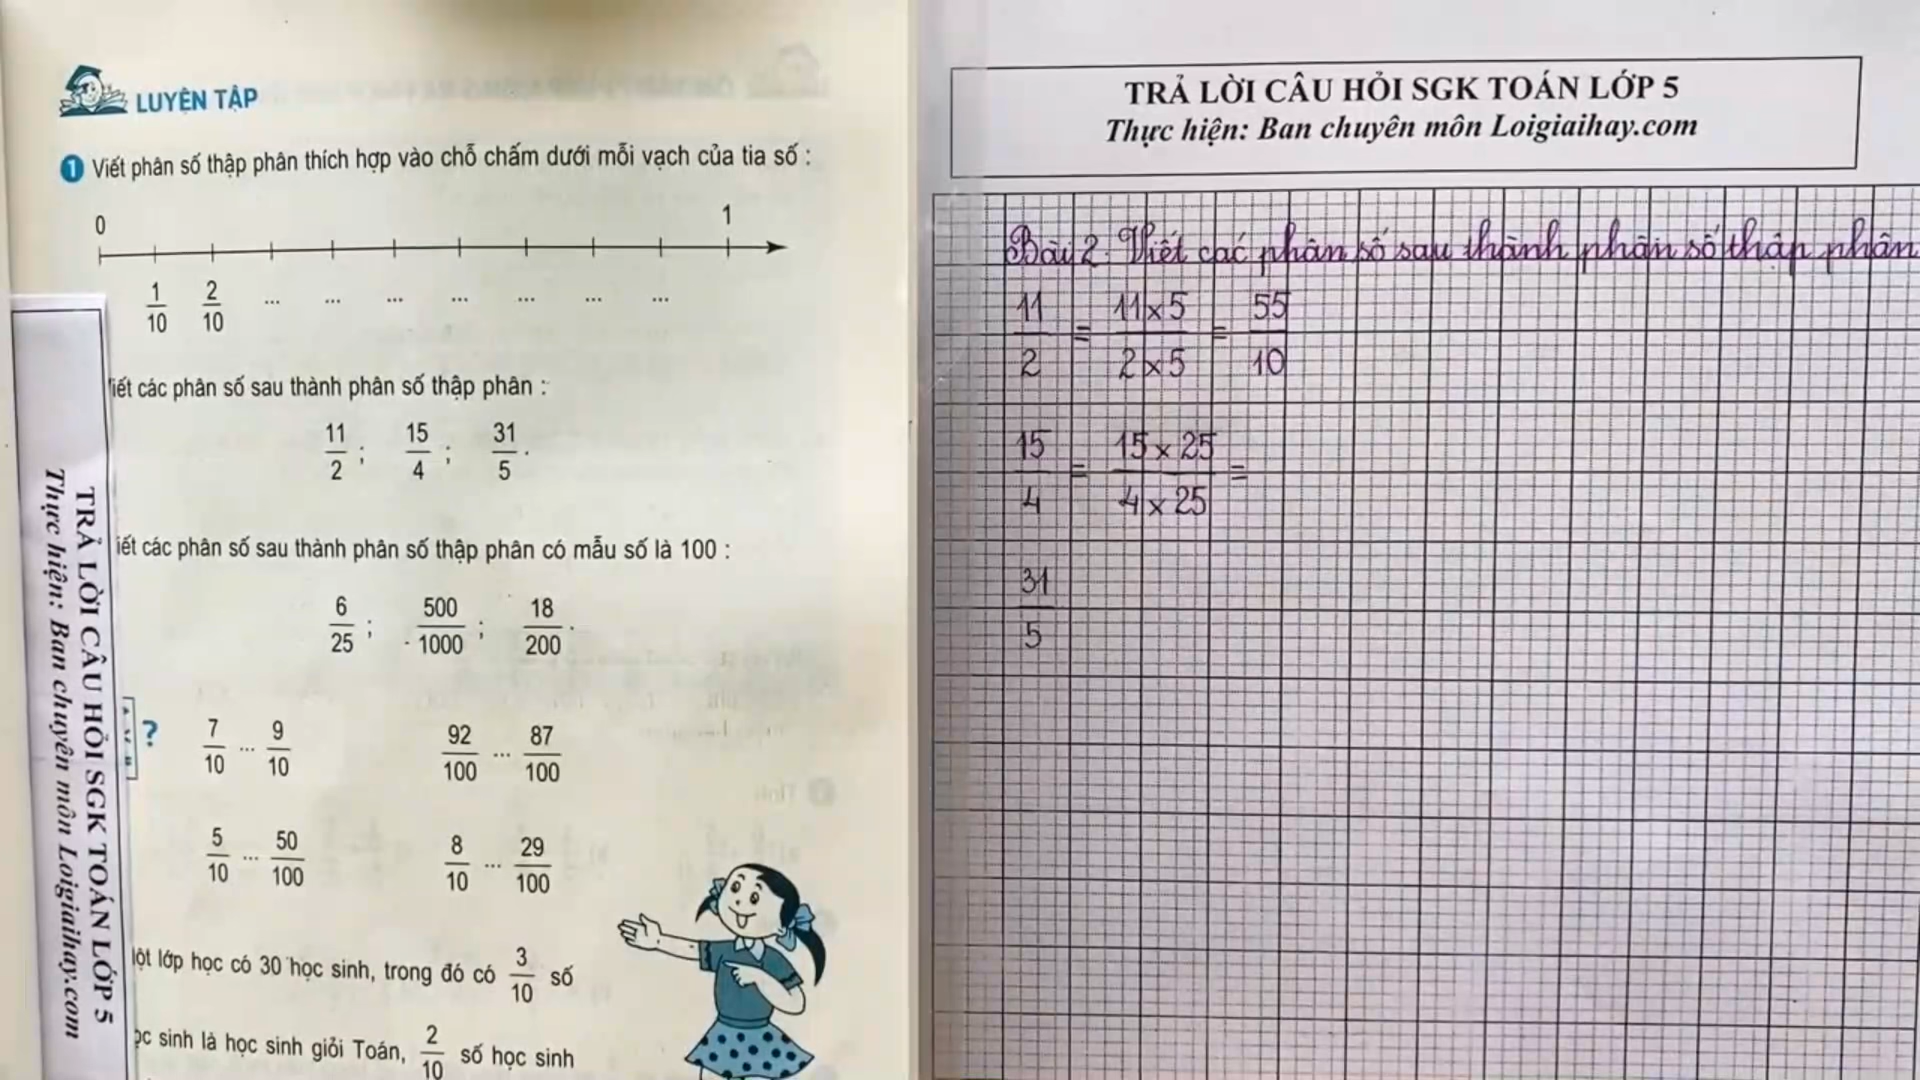 LUYỆN TẬP
1 Viết phân số thập phân thích hợp vào chỗ chấm dưới mỗi vạch của tia số :
0 1
1/10 2/10 ... ... ... ... ... ... ...
iết các phân số sau thành phân số thập phân :
11/2 ; 15/4 ; 31/5 .
iết các phân số sau thành phân số thập phân có mẫu số là 100 :
6/25 ; 500/1000 ; 18/200 .
? 7/10 ... 9/10 92/100 ... 87/100
5/10 ... 50/100 8/10 ... 29/100
ột lớp học có 30 học sinh, trong đó có 3/10 số
ọc sinh là học sinh giỏi Toán, 2/10 số học sinh
TRẢ LỜI CÂU HỎI SGK TOÁN LỚP 5
Thực hiện: Ban chuyên môn Loigiaihay.com
TRẢ LỜI CÂU HỎI SGK TOÁN LỚP 5
Thực hiện: Ban chuyên môn Loigiaihay.com
Bài 2. Viết các phân số sau thành phân số thập phân
11/2 = 11 x 5/2 x 5 = 55/10
15/4 = 15 x 25/4 x 25 =
31/5